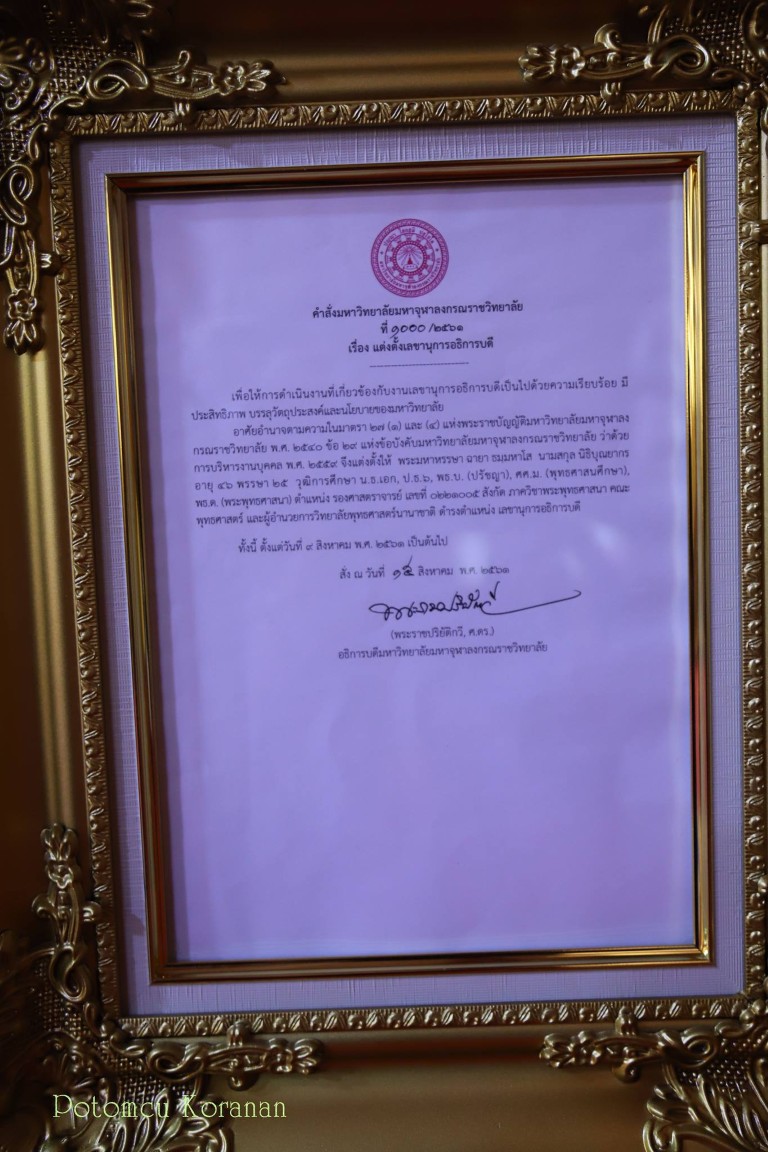 คำสั่งมหาวิทยาลัยมหาจุฬาลงกรณราชวิทยาลัย
ที่ ๑๐๐๐ /๒๕๖๑
เรื่อง แต่งตั้งเลขานุการอธิการบดี
เพื่อให้การดำเนินงานที่เกี่ยวข้องกับงานเลขานุการอธิการบดีเป็นไปด้วยความเรียบร้อย มี
ประสิทธิภาพ บรรลุวัตถุประสงค์และนโยบายของมหาวิทยาลัย
อาศัยอำนาจตามความในมาตรา ๒๗ (๑) และ (๔) แห่งพระราชบัญญัติมหาวิทยาลัยมหาจุฬาลง
กรณราชวิทยาลัย พ.ศ. ๒๕๔๐ ข้อ ๒๙ แห่งข้อบังคับมหาวิทยาลัยมหาจุฬาลงกรณราชวิทยาลัย ว่าด้วย
การบริหารงานบุคคล พ.ศ. ๒๕๕๙ จึงแต่งตั้งให้ พระมหาหรรษา ฉายา ธมฺมหาโส นามสกุล นิธิบุณยากร
อายุ ๔๖ พรรษา ๒๕ วุฒิการศึกษา น.ธ.เอก, ป.ธ.๖, พธ.บ. (ปรัชญา), ศศ.ม. (พุทธศาสนศึกษา),
พธ.ด. (พระพุทธศาสนา) ตำแหน่ง รองศาสตราจารย์ เลขที่ ๐๒๒๑๐๐๕ สังกัด ภาควิชาพระพุทธศาสนา คณะ
พุทธศาสตร์ และผู้อำนวยการวิทยาลัยพุทธศาสตร์นานาชาติ ดำรงตำแหน่ง เลขานุการอธิการบดี
ทั้งนี้ ตั้งแต่วันที่ ๙ สิงหาคม พ.ศ. ๒๕๖๑ เป็นต้นไป
สั่ง ณ วันที่ ๑๕ สิงหาคม พ.ศ. ๒๕๖๑
(พระราชปริยัติกวี, ศ.ดร.)
อธิการบดีมหาวิทยาลัยมหาจุฬาลงกรณราชวิทยาลัย
Potomcu Koranan